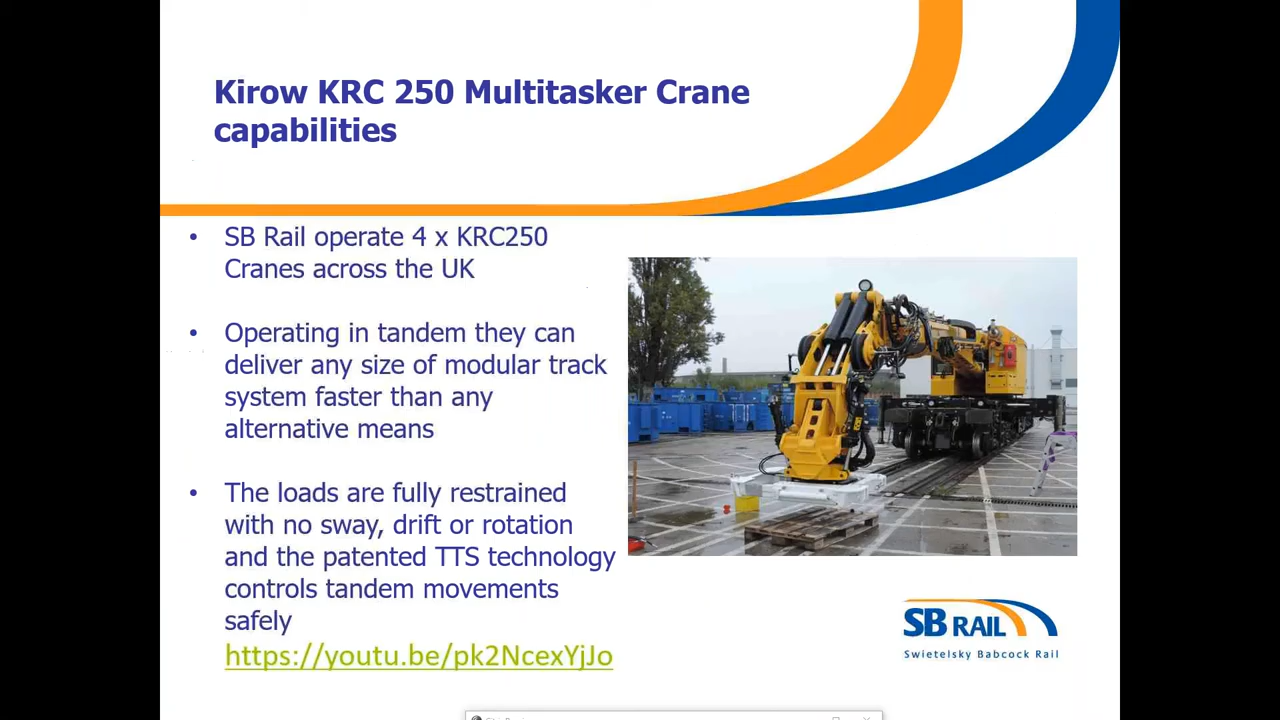 Kirow KRC 250 Multitasker Crane
capabilities
• SB Rail operate 4 x KRC250
Cranes across the UK
• Operating in tandem they can
deliver any size of modular track
system faster than any
alternative means
• The loads are fully restrained
with no sway, drift or rotation
and the patented TTS technology
controls tandem movements
safely
https://youtu.be/pk2NcexYjJo
SB RAIL
Swietelsky Babcock Rail